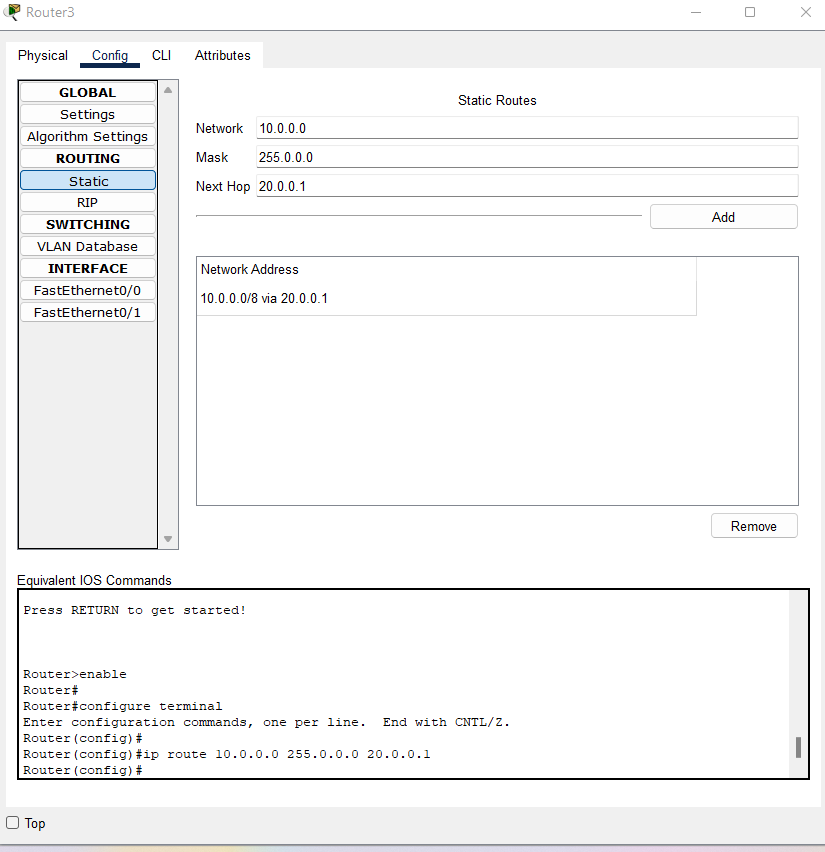 Router3
Physical Config CLI Attributes
GLOBAL
Settings
Algorithm Settings
ROUTING
Static
RIP
SWITCHING
VLAN Database
INTERFACE
FastEthernet0/0
FastEthernet0/1
Static Routes
Network 10.0.0.0
Mask 255.0.0.0
Next Hop 20.0.0.1
Add
Network Address
10.0.0.0/8 via 20.0.0.1
Remove
Equivalent IOS Commands
Press RETURN to get started!
Router>enable
Router#
Router#configure terminal
Enter configuration commands, one per line.  End with CNTL/Z.
Router(config)#
Router(config)#ip route 10.0.0.0 255.0.0.0 20.0.0.1
Router(config)#
Top